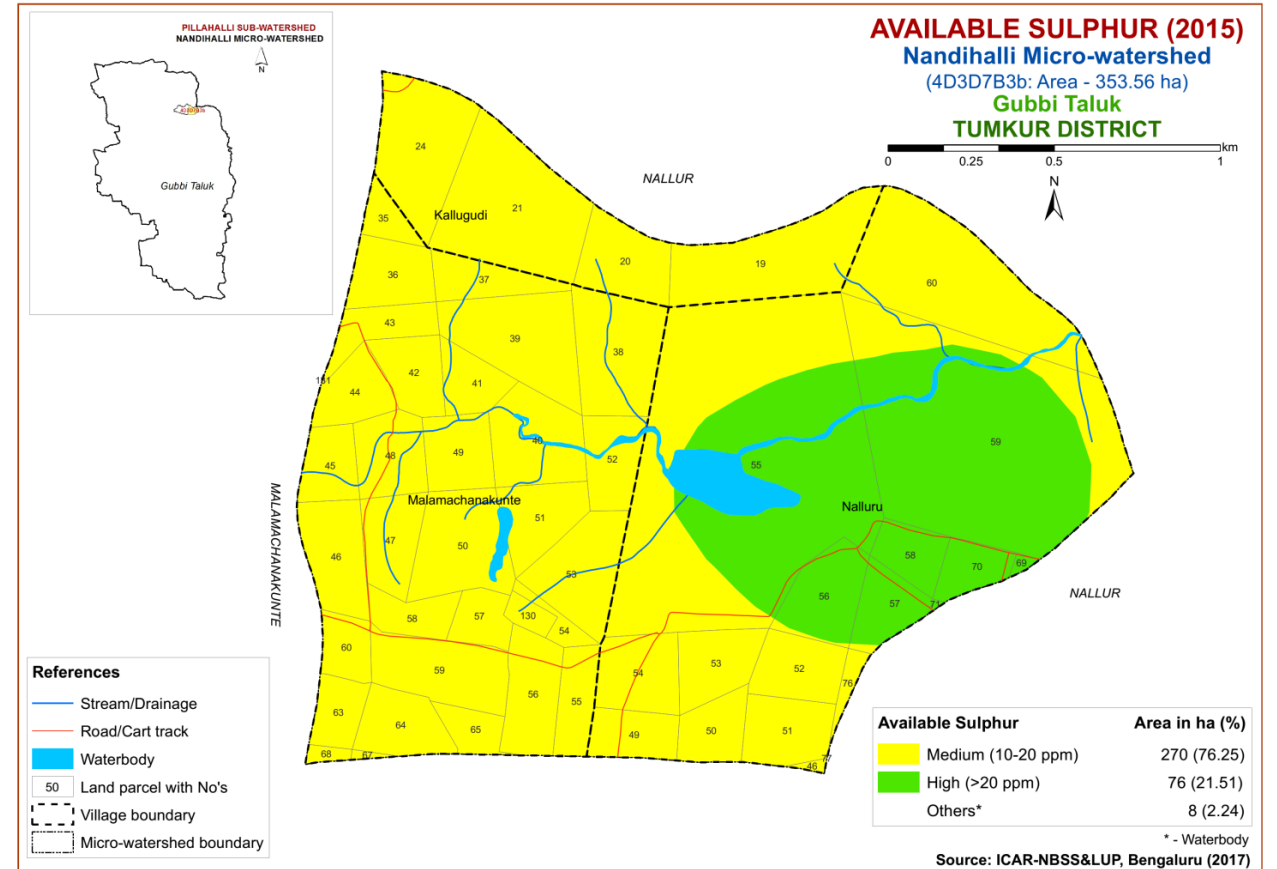 PILLAHALLI SUB-WATERSHED
NANDIHALLI MICRO-WATERSHED
N
Gubbi Taluk
AVAILABLE SULPHUR (2015)
Nandihalli Micro-watershed
(4D3D7B3b: Area - 353.56 ha)
Gubbi Taluk
TUMKUR DISTRICT
km
0 0.25 0.5 1
N
NALLUR
24
21
Kallugudi
35
20
19
60
36
37
43
39
38
42
41
44
45
48
49
40
52
55
59
Malamachanakunte
Nalluru
MALAMACHANAKUNTE
51
46
47
50
53
58
70
69
NALLUR
56
57
71
58
57
130
54
60
59
56
55
54
53
52
76
63
64
65
49
50
51
68
67
46
77
References
Stream/Drainage
Road/Cart track
Waterbody
50 Land parcel with No's
Village boundary
Micro-watershed boundary
Available Sulphur Area in ha (%)
Medium (10-20 ppm) 270 (76.25)
High (>20 ppm) 76 (21.51)
Others* 8 (2.24)
* - Waterbody
Source: ICAR-NBSS&LUP, Bengaluru (2017)